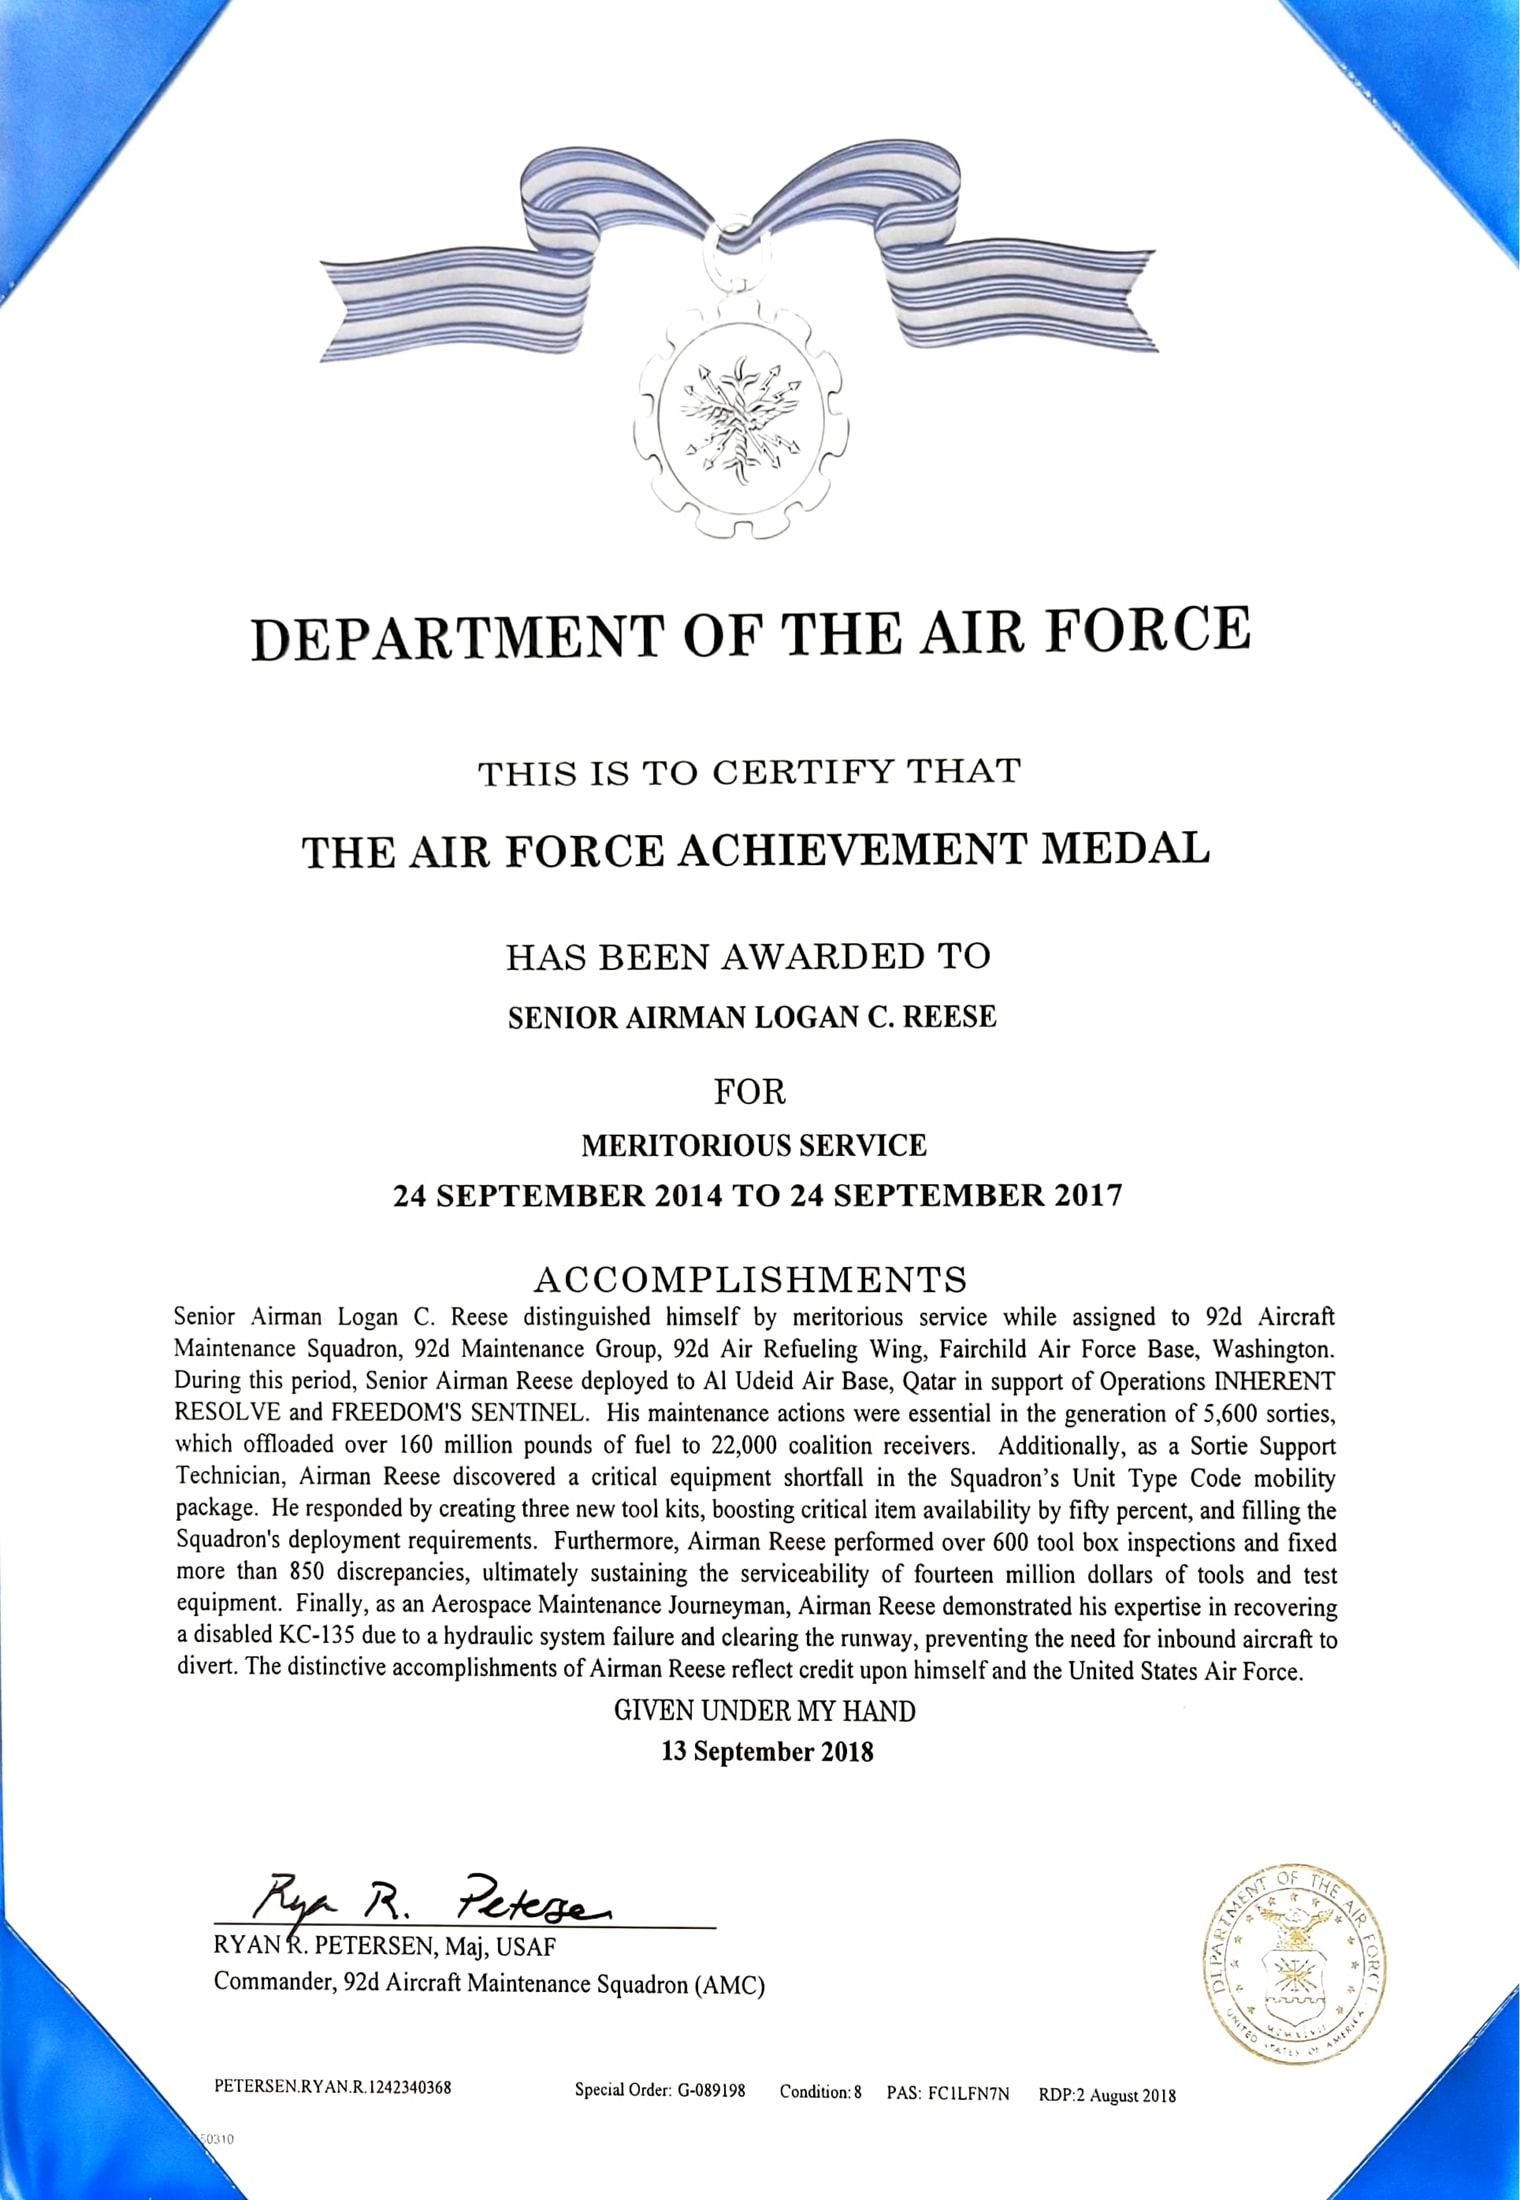 DEPARTMENT OF THE AIR FORCE
THIS IS TO CERTIFY THAT
THE AIR FORCE ACHIEVEMENT MEDAL
HAS BEEN AWARDED TO
SENIOR AIRMAN LOGAN C. REESE
FOR
MERITORIOUS SERVICE
24 SEPTEMBER 2014 TO 24 SEPTEMBER 2017
ACCOMPLISHMENTS
Senior Airman Logan C. Reese distinguished himself by meritorious service while assigned to 92d Aircraft
Maintenance Squadron, 92d Maintenance Group, 92d Air Refueling Wing, Fairchild Air Force Base, Washington.
During this period, Senior Airman Reese deployed to Al Udeid Air Base, Qatar in support of Operations INHERENT
RESOLVE and FREEDOM'S SENTINEL. His maintenance actions were essential in the generation of 5,600 sorties,
which offloaded over 160 million pounds of fuel to 22,000 coalition receivers. Additionally, as a Sortie Support
Technician, Airman Reese discovered a critical equipment shortfall in the Squadron’s Unit Type Code mobility
package. He responded by creating three new tool kits, boosting critical item availability by fifty percent, and filling the
Squadron's deployment requirements. Furthermore, Airman Reese performed over 600 tool box inspections and fixed
more than 850 discrepancies, ultimately sustaining the serviceability of fourteen million dollars of tools and test
equipment. Finally, as an Aerospace Maintenance Journeyman, Airman Reese demonstrated his expertise in recovering
a disabled KC-135 due to a hydraulic system failure and clearing the runway, preventing the need for inbound aircraft to
divert. The distinctive accomplishments of Airman Reese reflect credit upon himself and the United States Air Force.
GIVEN UNDER MY HAND
13 September 2018
Ryan R. Petersen
RYAN R. PETERSEN, Maj, USAF
Commander, 92d Aircraft Maintenance Squadron (AMC)
DEPARTMENT OF THE AIR FORCE
MCMXLVII
UNITED STATES OF AMERICA
PETERSEN.RYAN.R.1242340368 Special Order: G-089198 Condition: 8 PAS: FC1LFN7N RDP:2 August 2018
50310